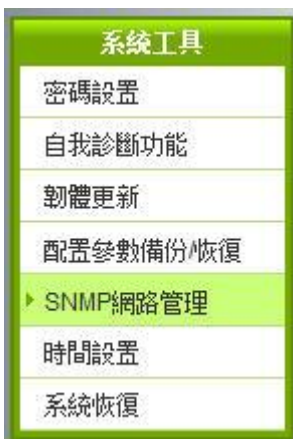 系統工具
密碼設置
自我診斷功能
韌體更新
配置參數備份/恢復
SNMP網路管理
時間設置
系統恢復